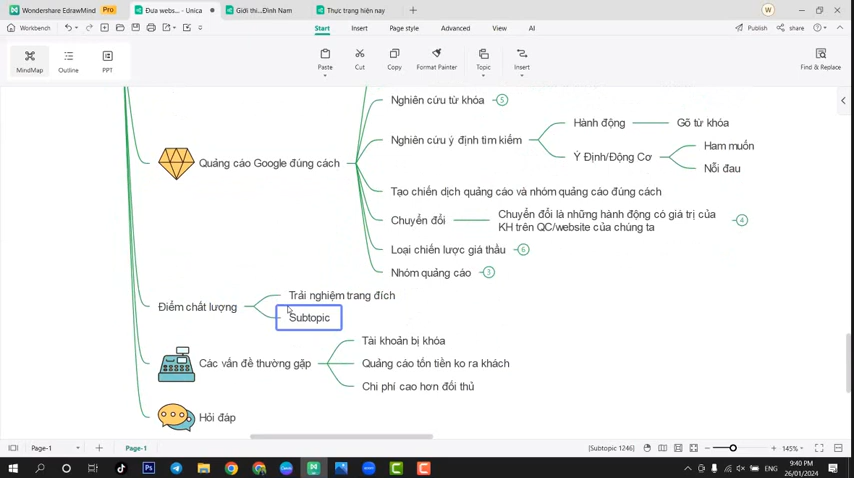 Wondershare EdrawMind Pro
Đưa webs... - Unica
Giới thi...Đình Nam
Thực trạng hiện nay
W
Workspace
Start Insert Page style Advanced View AI
Publish share
MindMap Outline PPT
Paste Cut Copy Format Painter Topic Insert
Find & Replace
Nghiên cứu từ khóa 5
Nghiên cứu ý định tìm kiếm
Hành động
Gõ từ khóa
Ý Định/Động Cơ
Ham muốn
Nỗi đau
Quảng cáo Google đúng cách
Tạo chiến dịch quảng cáo và nhóm quảng cáo đúng cách
Chuyển đổi
Chuyển đổi là những hành động có giá trị của
KH trên QC/website của chúng ta
4
Loại chiến lược giá thầu 6
Nhóm quảng cáo 3
Điểm chất lượng
Trải nghiệm trang đích
Subtopic
Các vấn đề thường gặp
Tài khoản bị khóa
Quảng cáo tốn tiền ko ra khách
Chi phí cao hơn đối thủ
Hỏi đáp
Page-1
Page-1
[Subtopic 1246]
145%
ENG
9:40 PM
26/01/2024